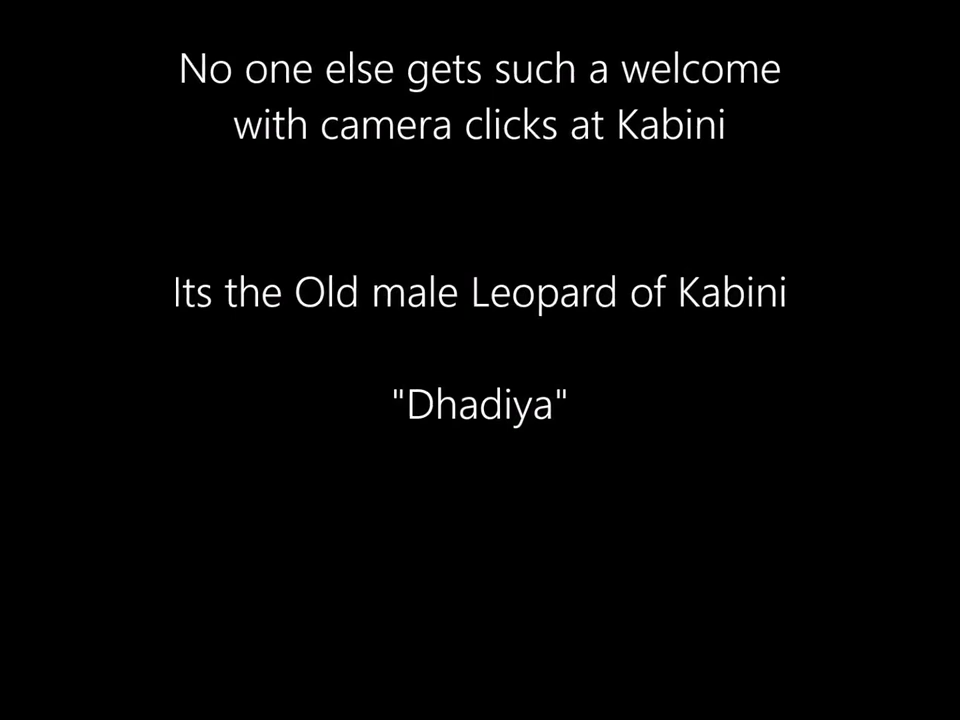 No one else gets such a welcome
with camera clicks at Kabini
Its the Old male Leopard of Kabini
"Dhadiya"